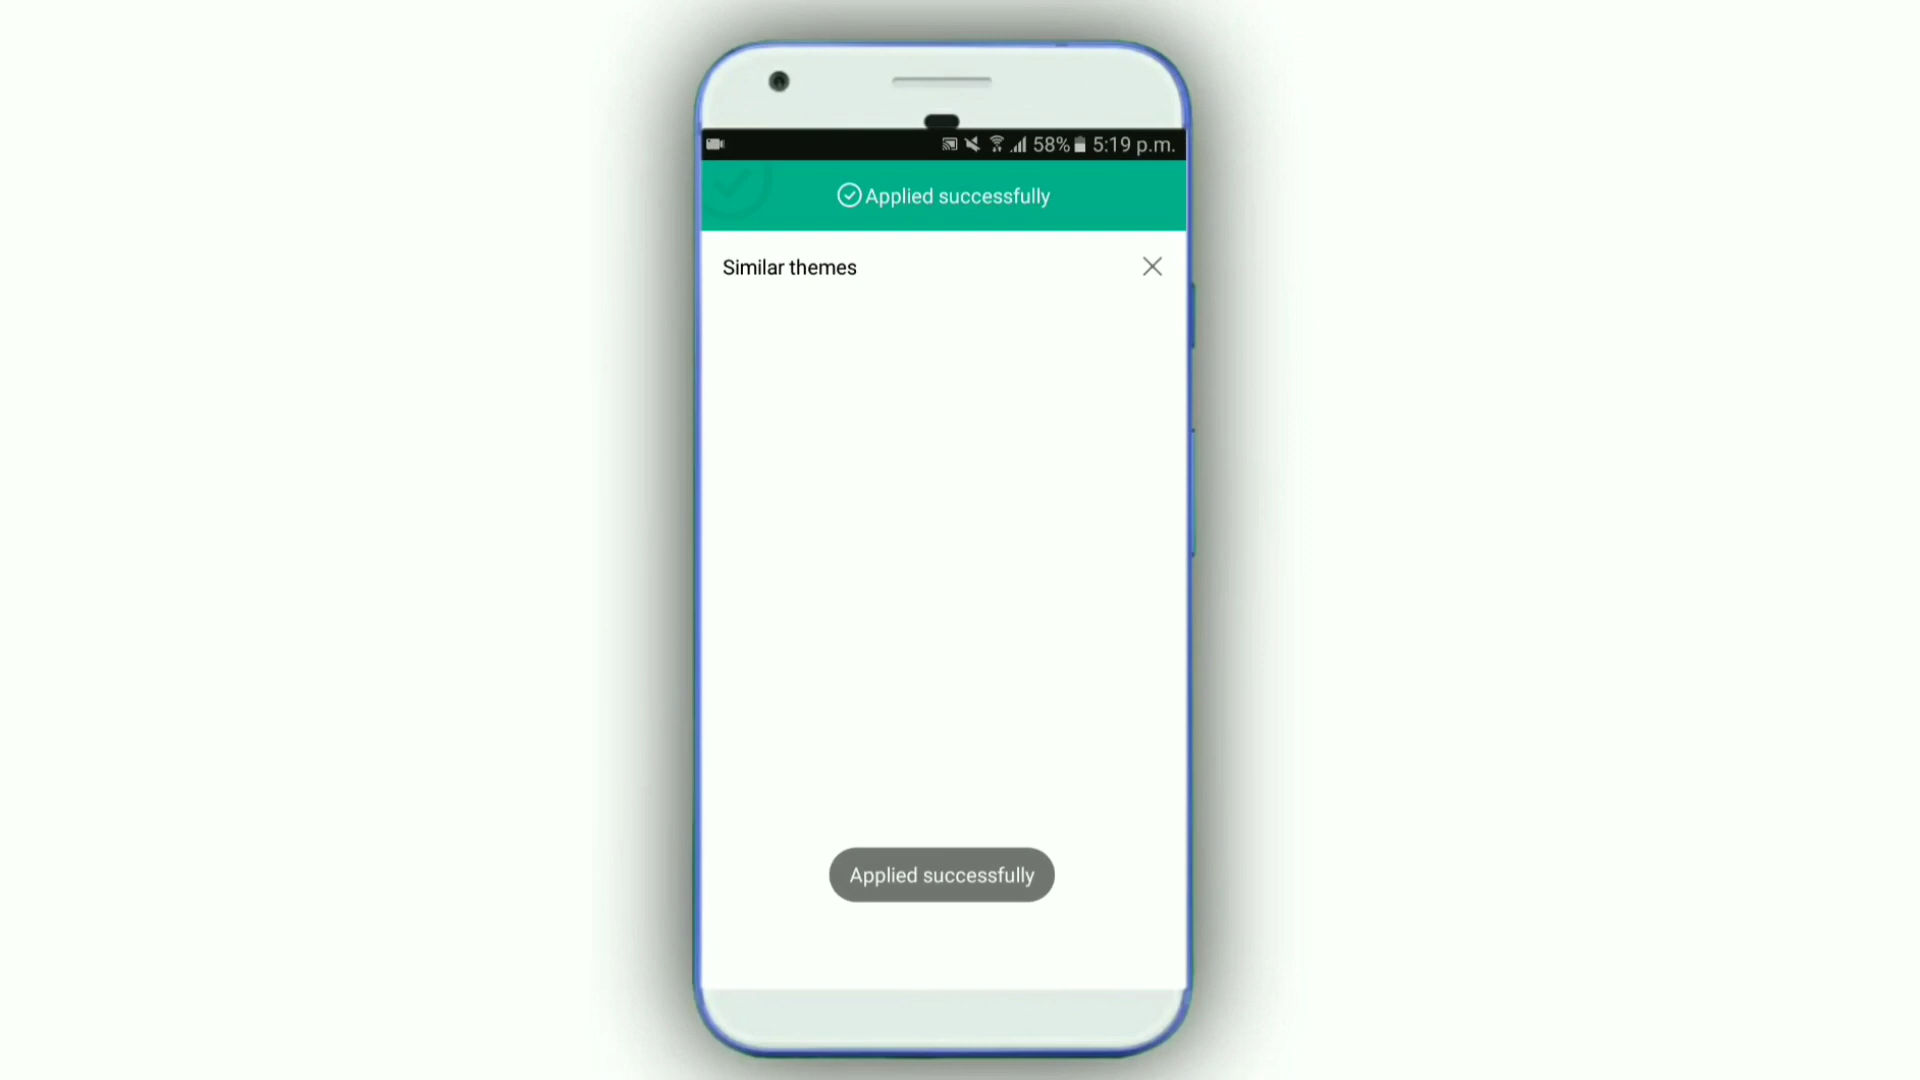 58% 5:19 p.m.
Applied successfully
Similar themes
Applied successfully